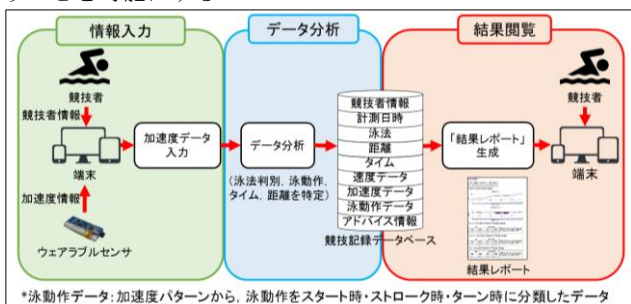 すことを可能にする
情報入力
データ分析
結果閲覧
競技者
競技者情報
端末
加速度情報
ウェアラブルセンサ
加速度データ
入力
データ分析
(泳法判別, 泳動作,
タイム, 距離を特定)
競技者情報
計測日時
泳法
距離
タイム
速度データ
加速度データ
泳動作データ
アドバイス情報
競技記録データベース
「結果レポート」
生成
結果レポート
競技者
端末
*泳動作データ：加速度パターンから, 泳動作をスタート時・ストローク時・ターン時に分類したデータ